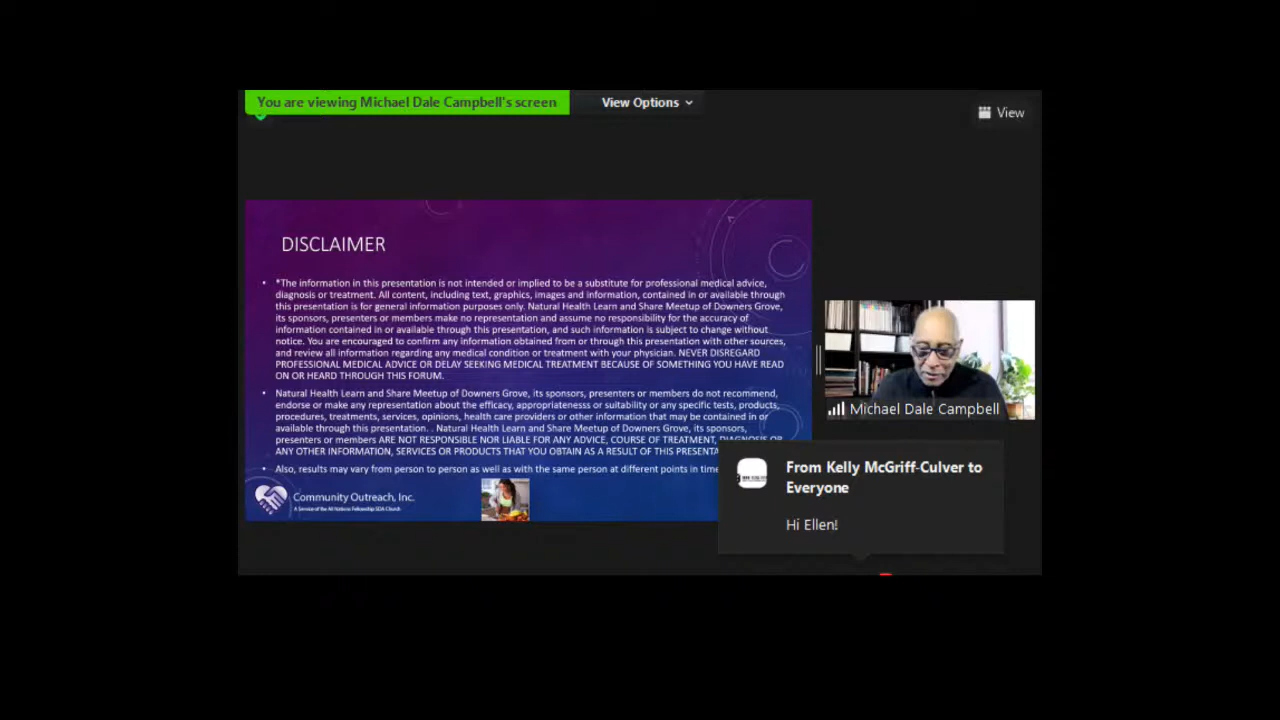 You are viewing Michael Dale Campbell's screen
View Options
View
DISCLAIMER
• *The information in this presentation is not intended or implied to be a substitute for professional medical advice,
diagnosis or treatment. All content, including text, graphics, images and information, contained in or available through
this presentation is for general information purposes only. Natural Health Learn and Share Meetup of Downers Grove,
its sponsors, presenters or members make no representation and assume no responsibility for the accuracy of
information contained in or available through this presentation, and such information is subject to change without
notice. You are encouraged to confirm any information obtained from or through this presentation with other sources,
and review all information regarding any medical condition or treatment with your physician. NEVER DISREGARD
PROFESSIONAL MEDICAL ADVICE OR DELAY SEEKING MEDICAL TREATMENT BECAUSE OF SOMETHING YOU HAVE READ
ON OR HEARD THROUGH THIS FORUM.
• Natural Health Learn and Share Meetup of Downers Grove, its sponsors, presenters or members do not recommend,
endorse or make any representation about the efficacy, appropriatenesss or suitability or any specific tests, products,
procedures, treatments, services, opinions, health care providers or other information that may be contained in or
available through this presentation. . Natural Health Learn and Share Meetup of Downers Grove, its sponsors,
presenters or members ARE NOT RESPONSIBLE NOR LIABLE FOR ANY ADVICE, COURSE OF TREATMENT, DIAGNOSIS OR
ANY OTHER INFORMATION, SERVICES OR PRODUCTS THAT YOU OBTAIN AS A RESULT OF THIS
• Also, results may vary from person to person as well as with the same person at different points in time
Community Outreach, Inc.
A Service of the All Nations Fellowship SDA Church
Michael Dale Campbell
From Kelly McGriff-Culver to
Everyone
Hi Ellen!